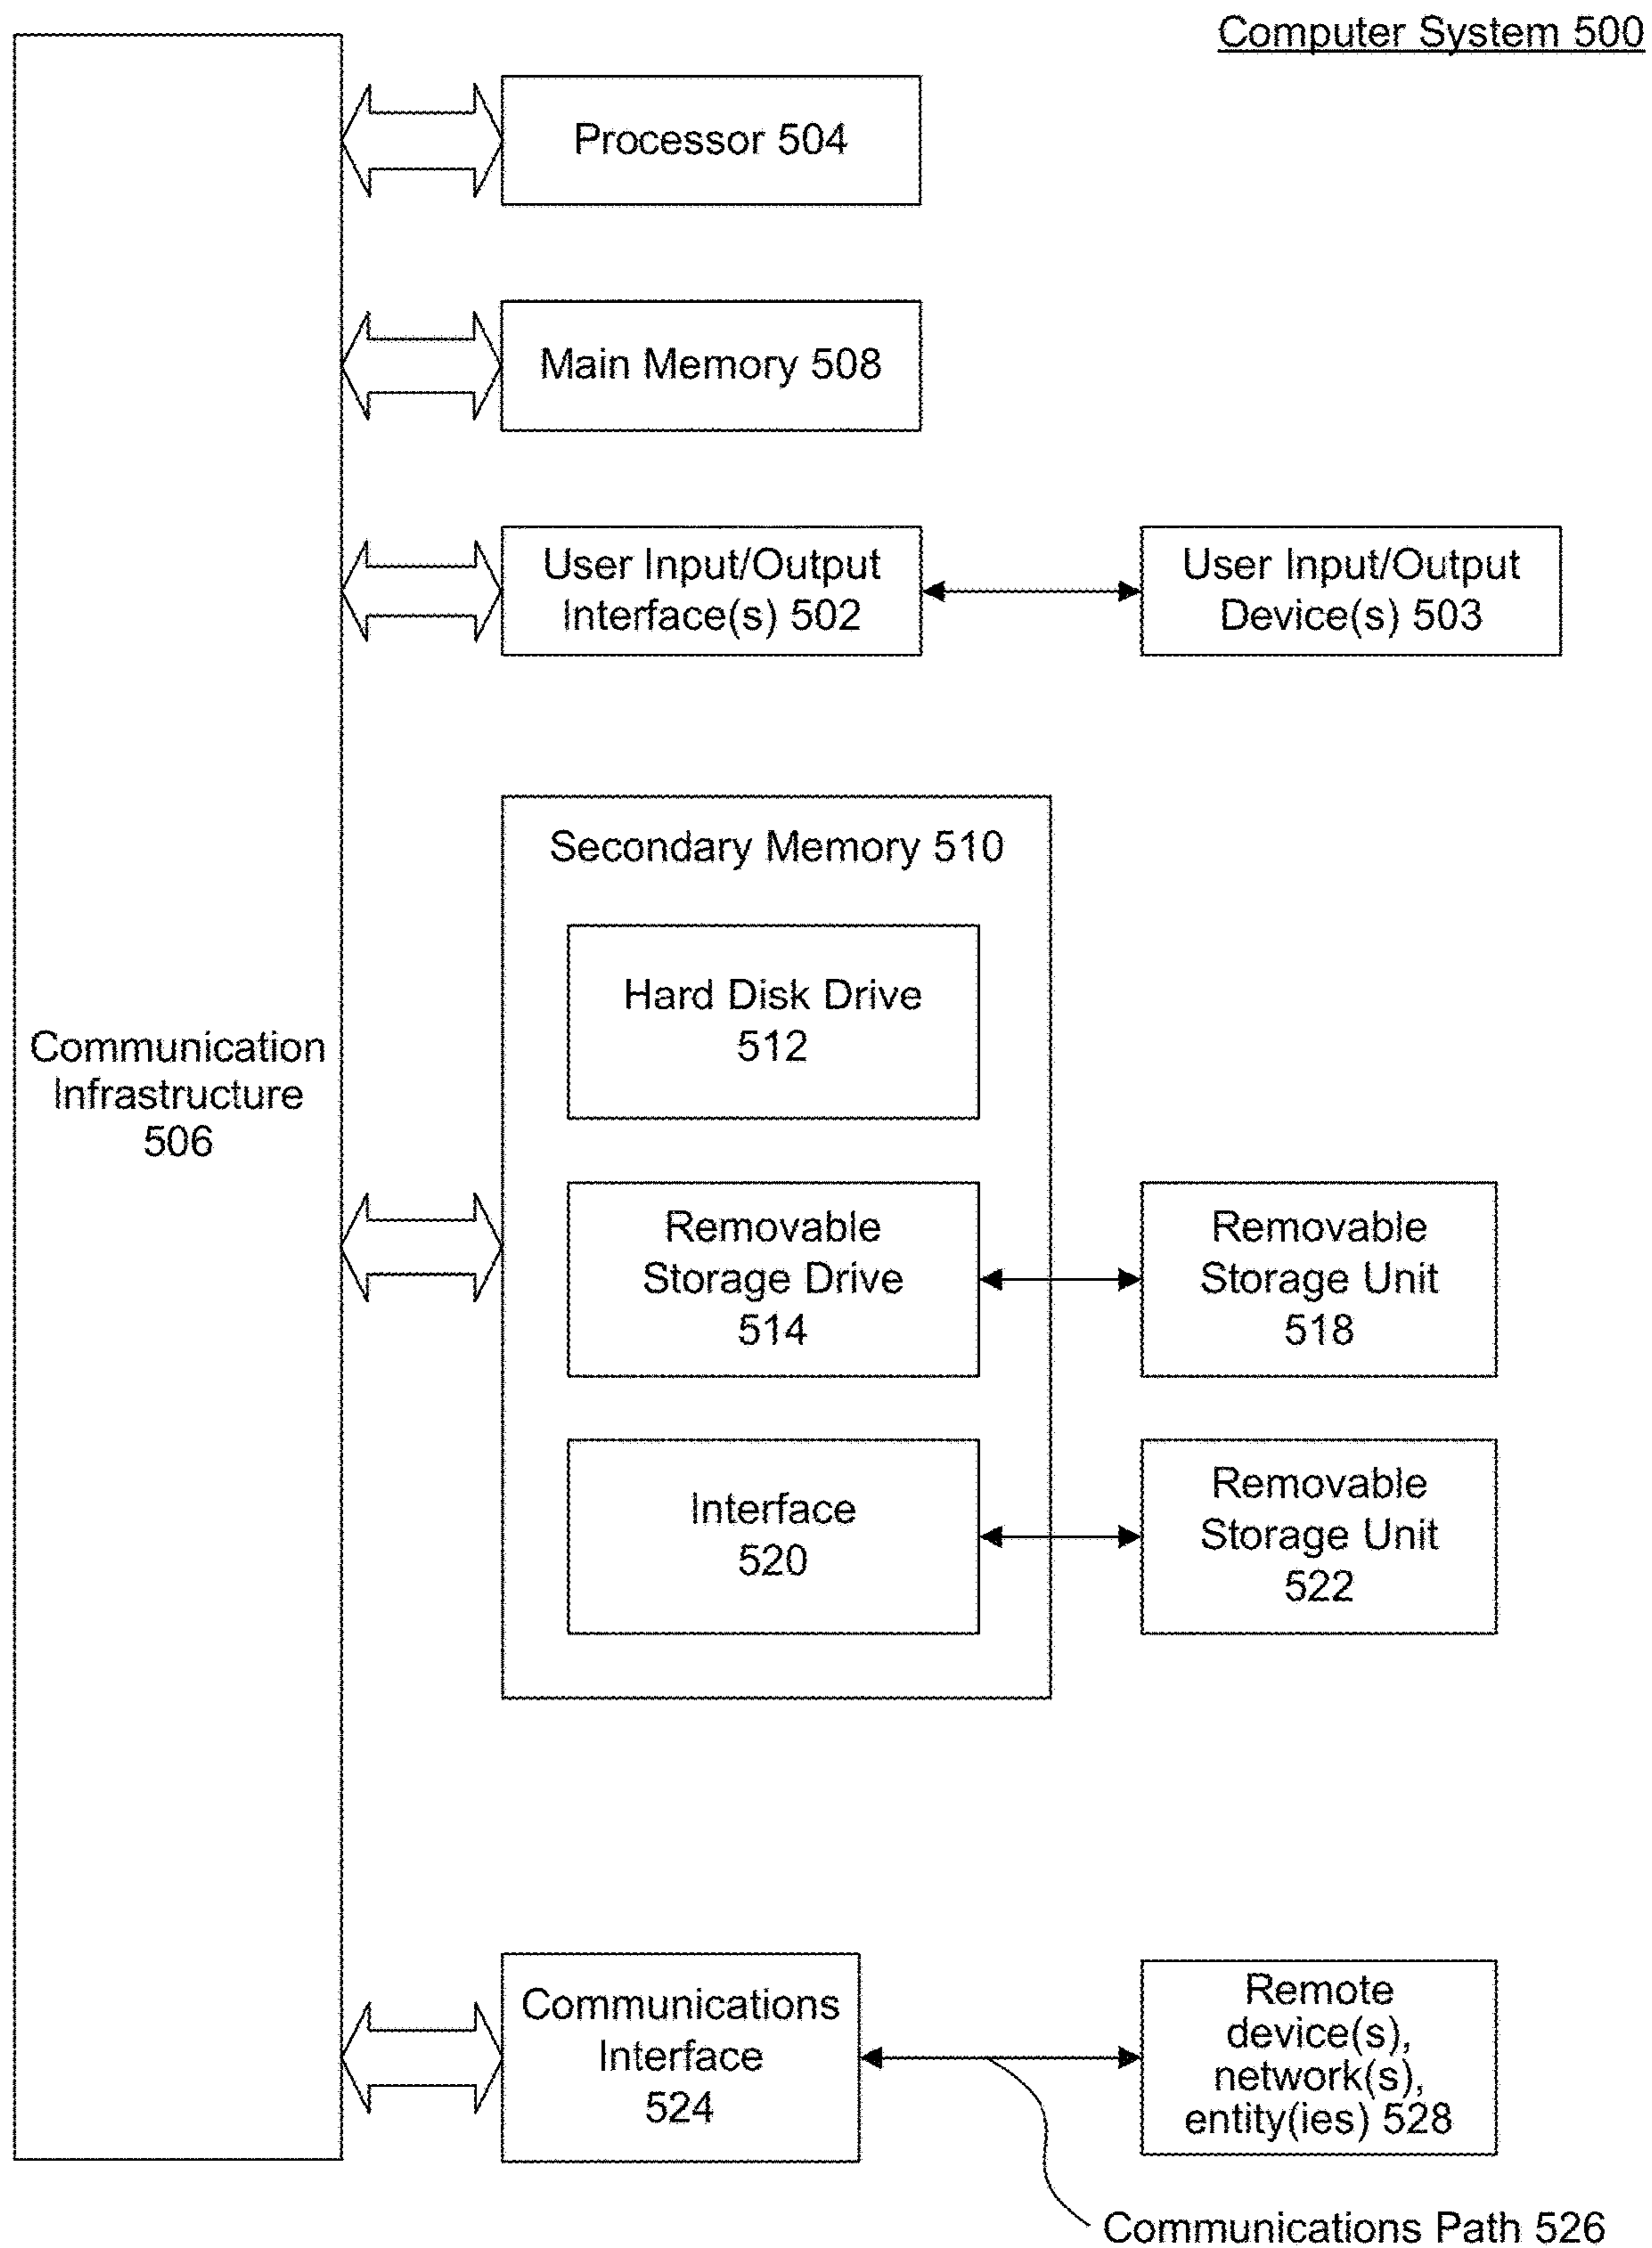 Computer System 500
Processor 504
Main Memory 508
User Input/Output
Interface(s) 502
User Input/Output
Device(s) 503
Secondary Memory 510
Hard Disk Drive
512
Communication
Infrastructure
506
Removable
Storage Drive
514
Removable
Storage Unit
518
Interface
520
Removable
Storage Unit
522
Communications
Interface
524
Remote
device(s),
network(s),
entity(ies) 528
Communications Path 526